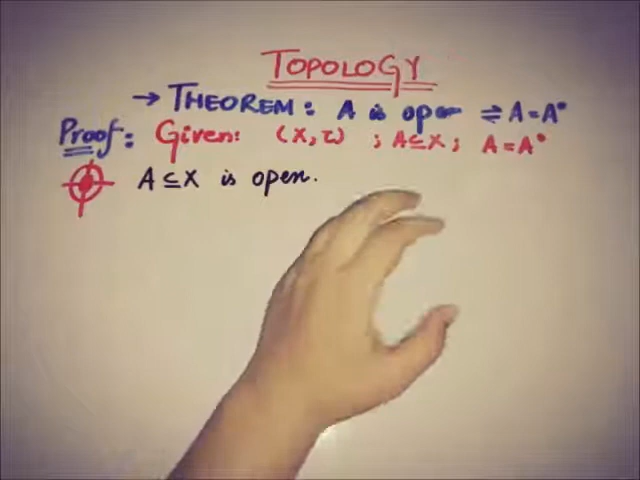 TOPOLOGY
→ THEOREM: A is open ⇌ A = A°
Proof: Given: (X, τ) ; A ⊆ X ; A = A°
A ⊆ X is open.